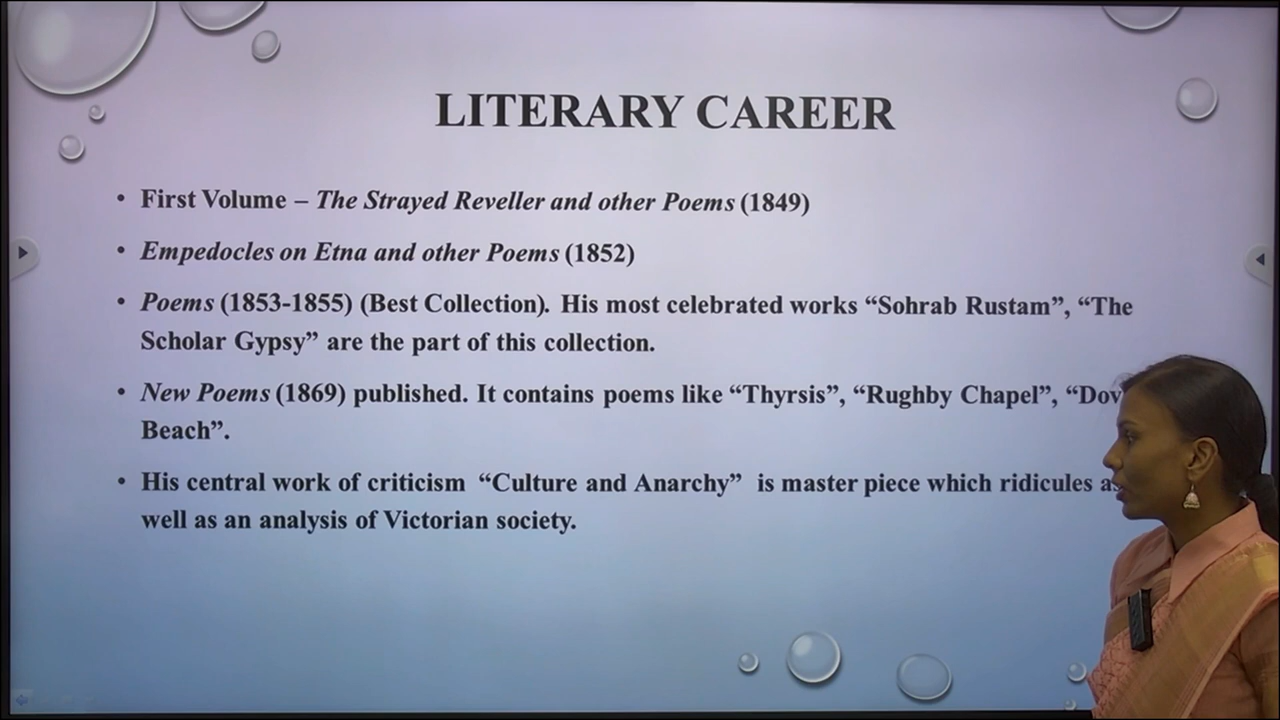 LITERARY CAREER
• First Volume – The Strayed Reveller and other Poems (1849)
• Empedocles on Etna and other Poems (1852)
• Poems (1853-1855) (Best Collection). His most celebrated works “Sohrab Rustam”, “The
Scholar Gypsy” are the part of this collection.
• New Poems (1869) published. It contains poems like “Thyrsis”, “Rughby Chapel”, “Dov
Beach”.
• His central work of criticism “Culture and Anarchy” is master piece which ridicules as
well as an analysis of Victorian society.